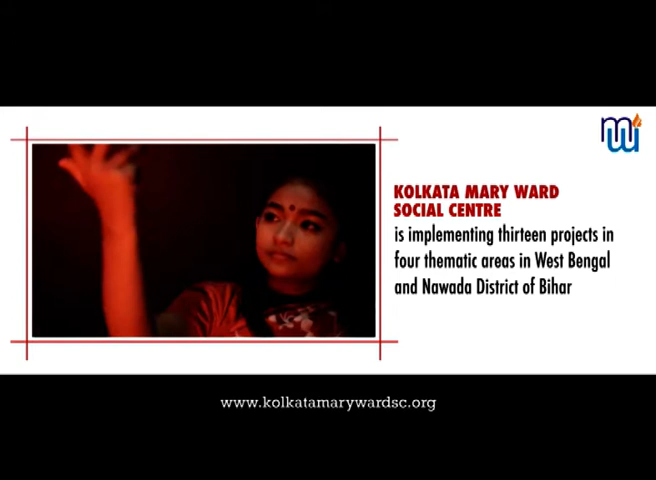 KOLKATA MARY WARD
SOCIAL CENTRE
is implementing thirteen projects in
four thematic areas in West Bengal
and Nawada District of Bihar
www.kolkatamarywardsc.org